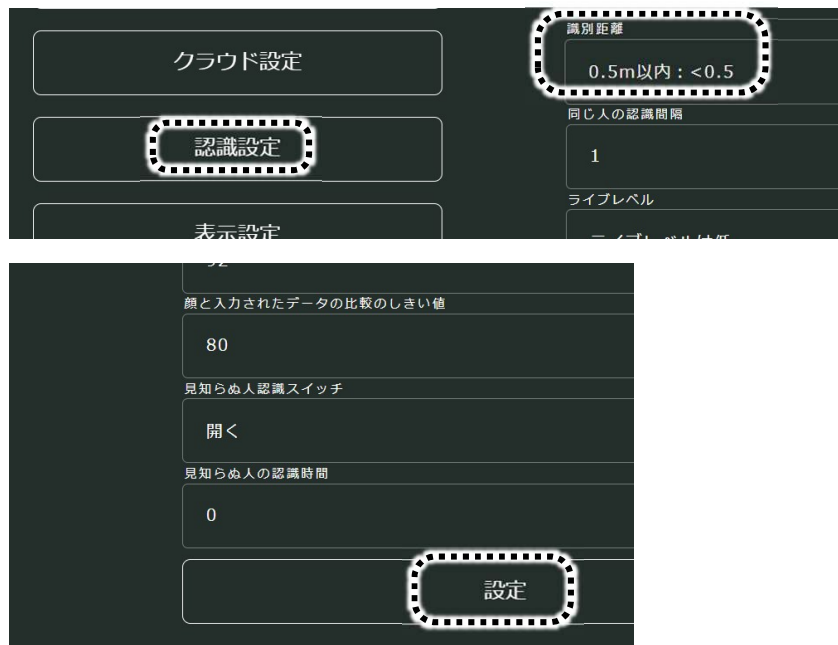 クラウド設定
認識設定
表示設定
識別距離
0.5m以内：<0.5
同じ人の認識間隔
1
ライブレベル
顔と入力されたデータの比較のしきい値
80
見知らぬ人認識スイッチ
開く
見知らぬ人の認識時間
0
設定